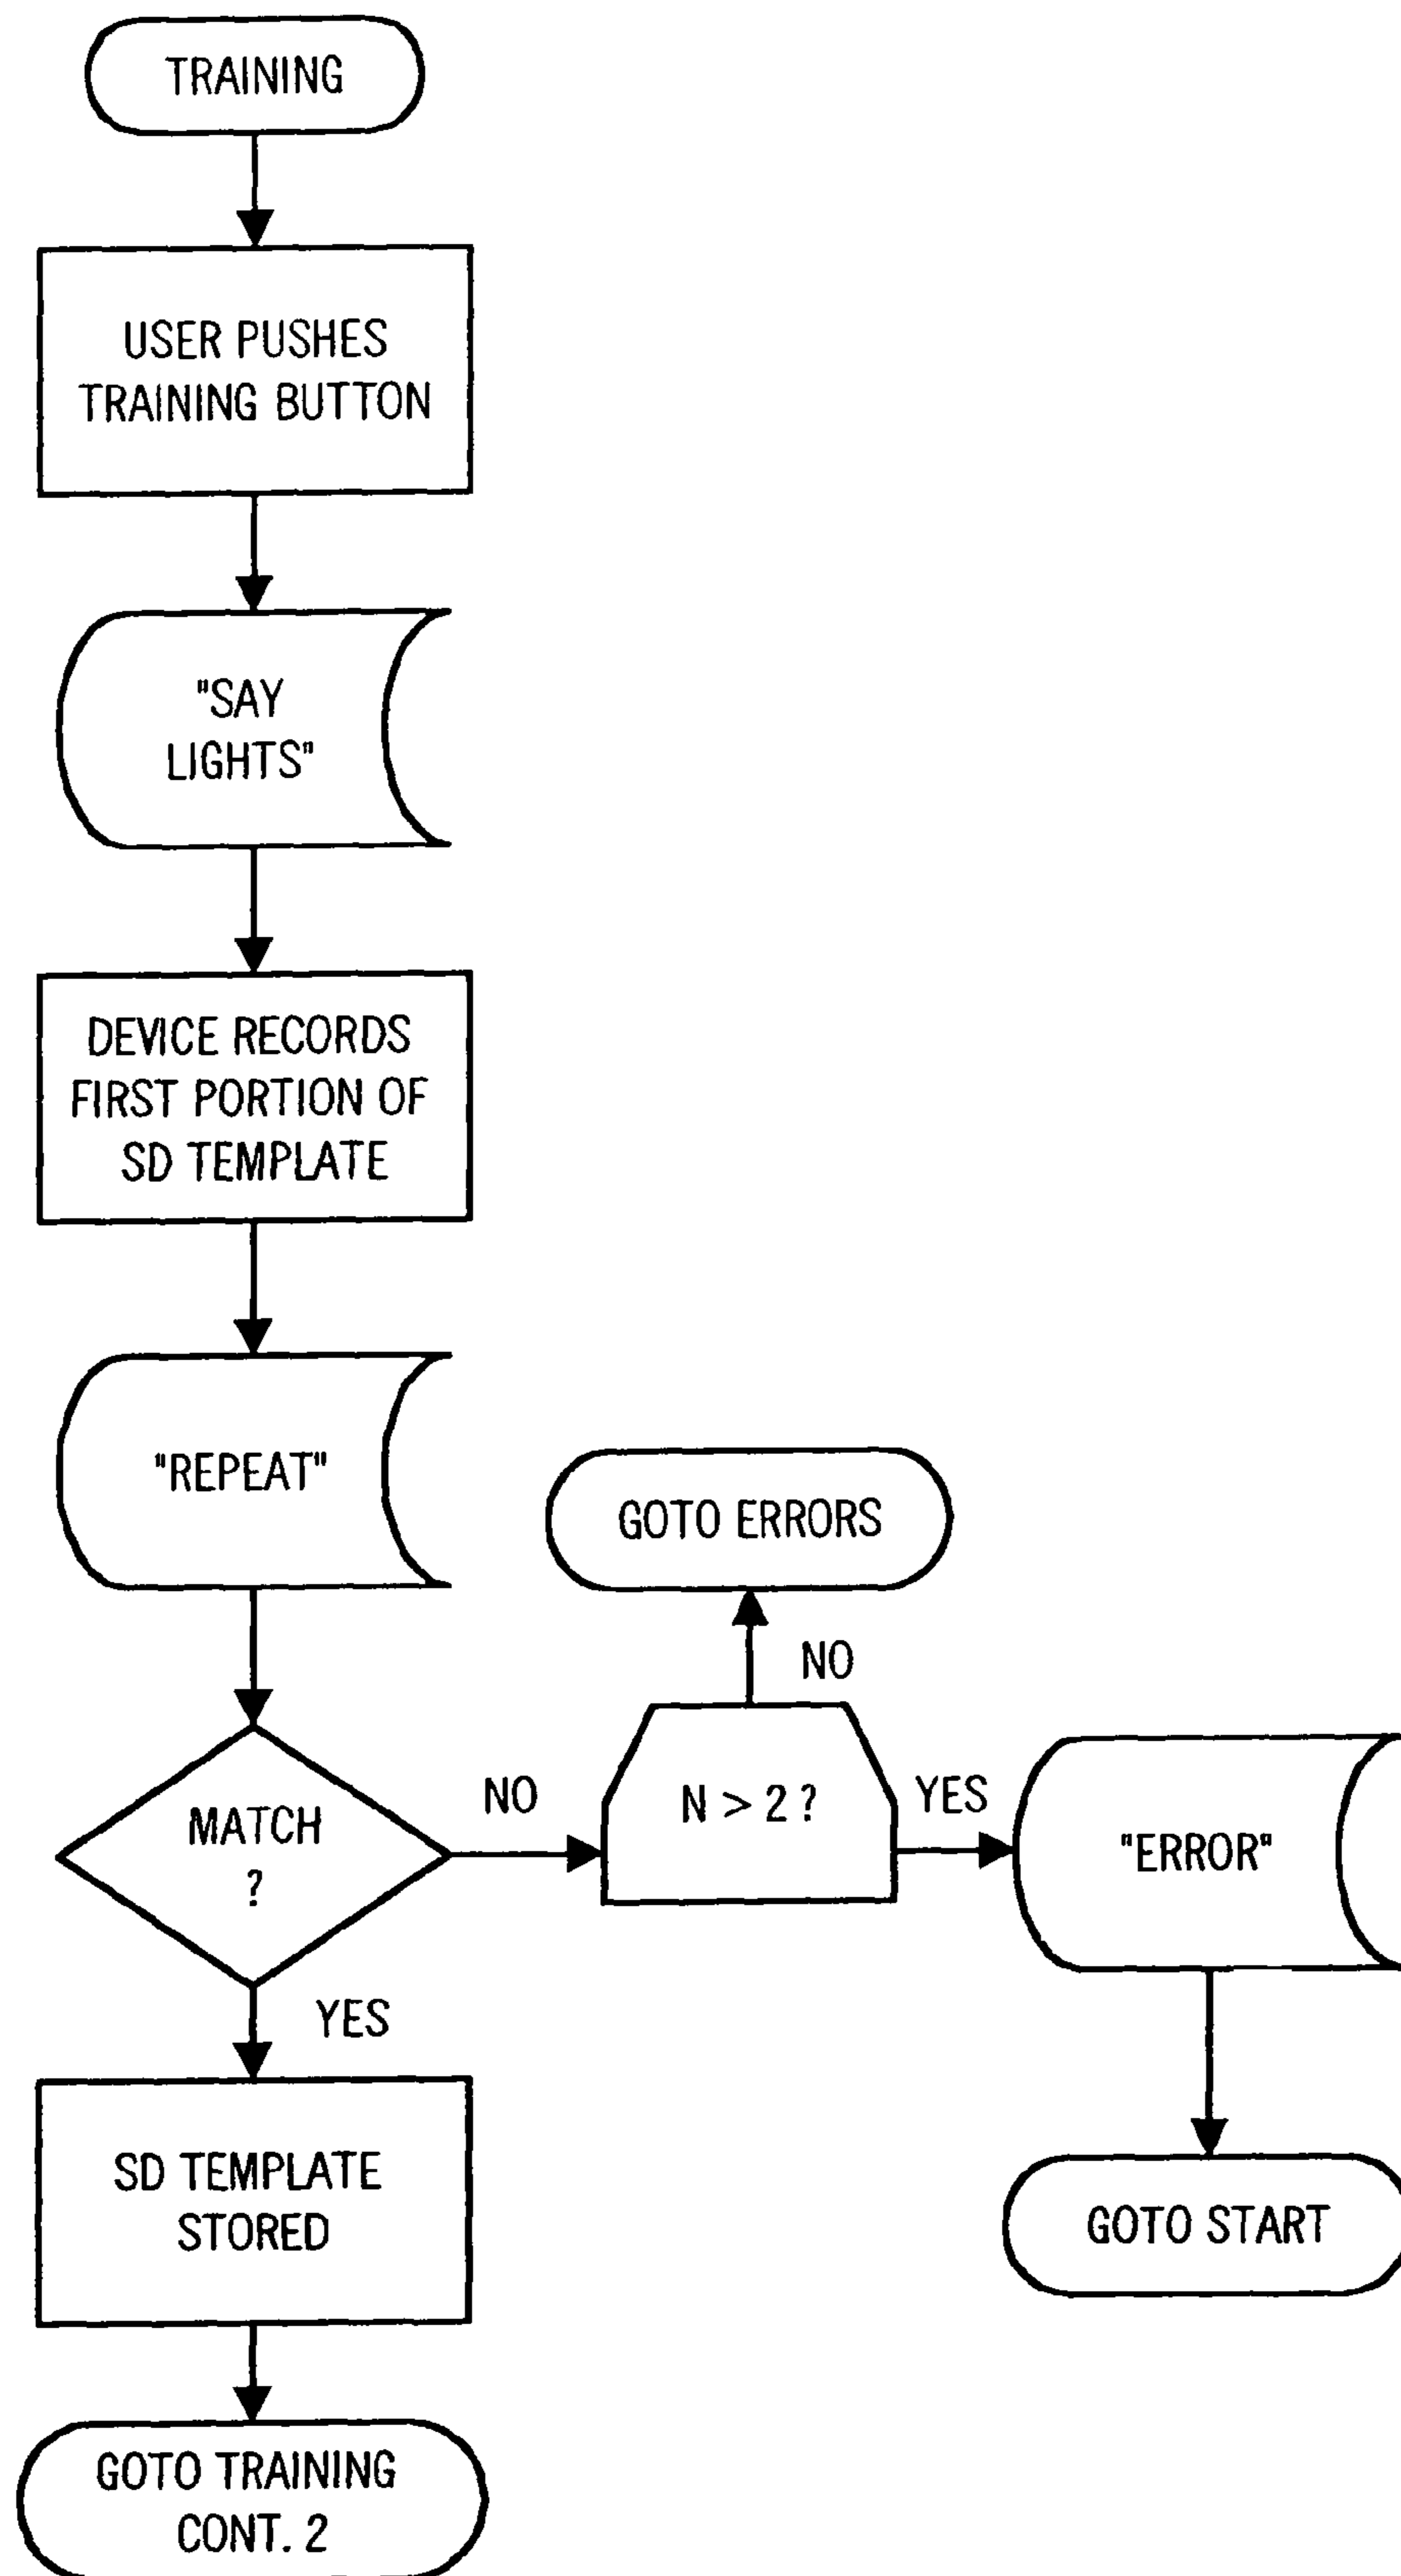 TRAINING
USER PUSHES
TRAINING BUTTON
"SAY
LIGHTS"
DEVICE RECORDS
FIRST PORTION OF
SD TEMPLATE
"REPEAT"
GOTO ERRORS
NO
MATCH
?
NO
N > 2 ?
YES
"ERROR"
YES
SD TEMPLATE
STORED
GOTO START
GOTO TRAINING
CONT. 2